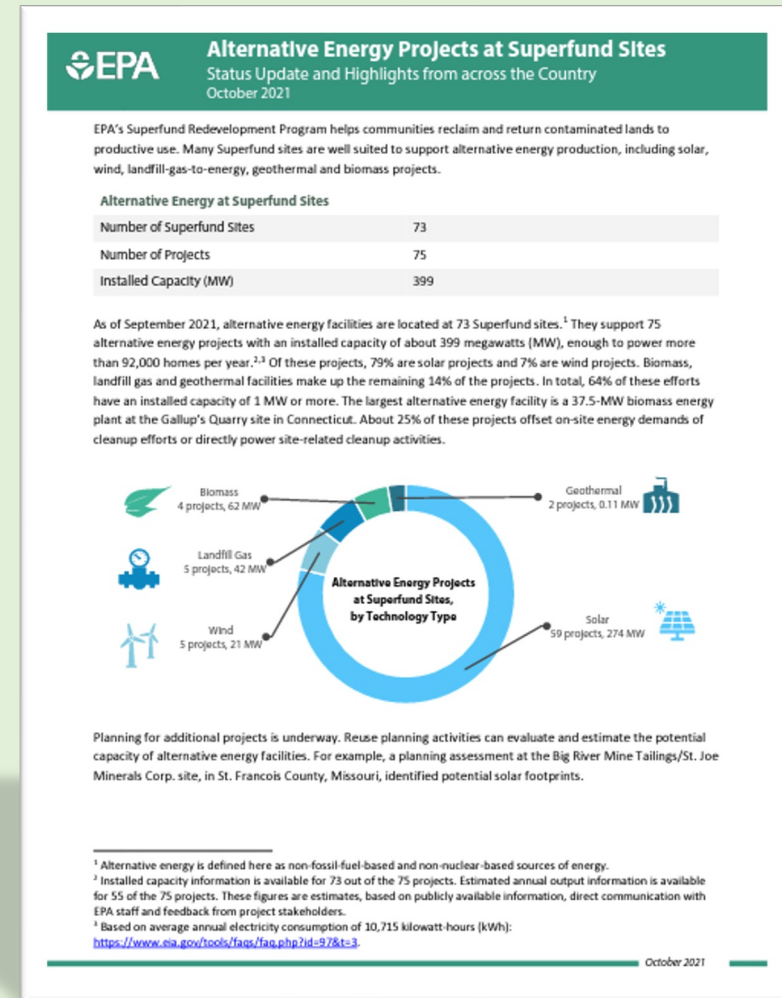 EPA
Alternative Energy Projects at Superfund Sites
Status Update and Highlights from across the Country
October 2021
EPA's Superfund Redevelopment Program helps communities reclaim and return contaminated lands to
productive use. Many Superfund sites are well suited to support alternative energy production, including solar,
wind, landfill-gas-to-energy, geothermal and biomass projects.
Alternative Energy at Superfund Sites
Number of Superfund Sites 73
Number of Projects 75
Installed Capacity (MW) 399
As of September 2021, alternative energy facilities are located at 73 Superfund sites.¹ They support 75
alternative energy projects with an installed capacity of about 399 megawatts (MW), enough to power more
than 92,000 homes per year.²,³ Of these projects, 79% are solar projects and 7% are wind projects. Biomass,
landfill gas and geothermal facilities make up the remaining 14% of the projects. In total, 64% of these efforts
have an installed capacity of 1 MW or more. The largest alternative energy facility is a 37.5-MW biomass energy
plant at the Gallup's Quarry site in Connecticut. About 25% of these projects offset on-site energy demands of
cleanup efforts or directly power site-related cleanup activities.
Biomass
4 projects, 62 MW
Geothermal
2 projects, 0.11 MW
Landfill Gas
5 projects, 42 MW
Alternative Energy Projects
at Superfund Sites,
by Technology Type
Wind
5 projects, 21 MW
Solar
59 projects, 274 MW
Planning for additional projects is underway. Reuse planning activities can evaluate and estimate the potential
capacity of alternative energy facilities. For example, a planning assessment at the Big River Mine Tailings/St. Joe
Minerals Corp. site, in St. Francois County, Missouri, identified potential solar footprints.
¹ Alternative energy is defined here as non-fossil-fuel-based and non-nuclear-based sources of energy.
² Installed capacity information is available for 73 out of the 75 projects. Estimated annual output information is available
for 55 of the 75 projects. These figures are estimates, based on publicly available information, direct communication with
EPA staff and feedback from project stakeholders.
³ Based on average annual electricity consumption of 10,715 kilowatt-hours (kWh):
https://www.eia.gov/tools/faqs/faq.php?id=97&t=3.
October 2021